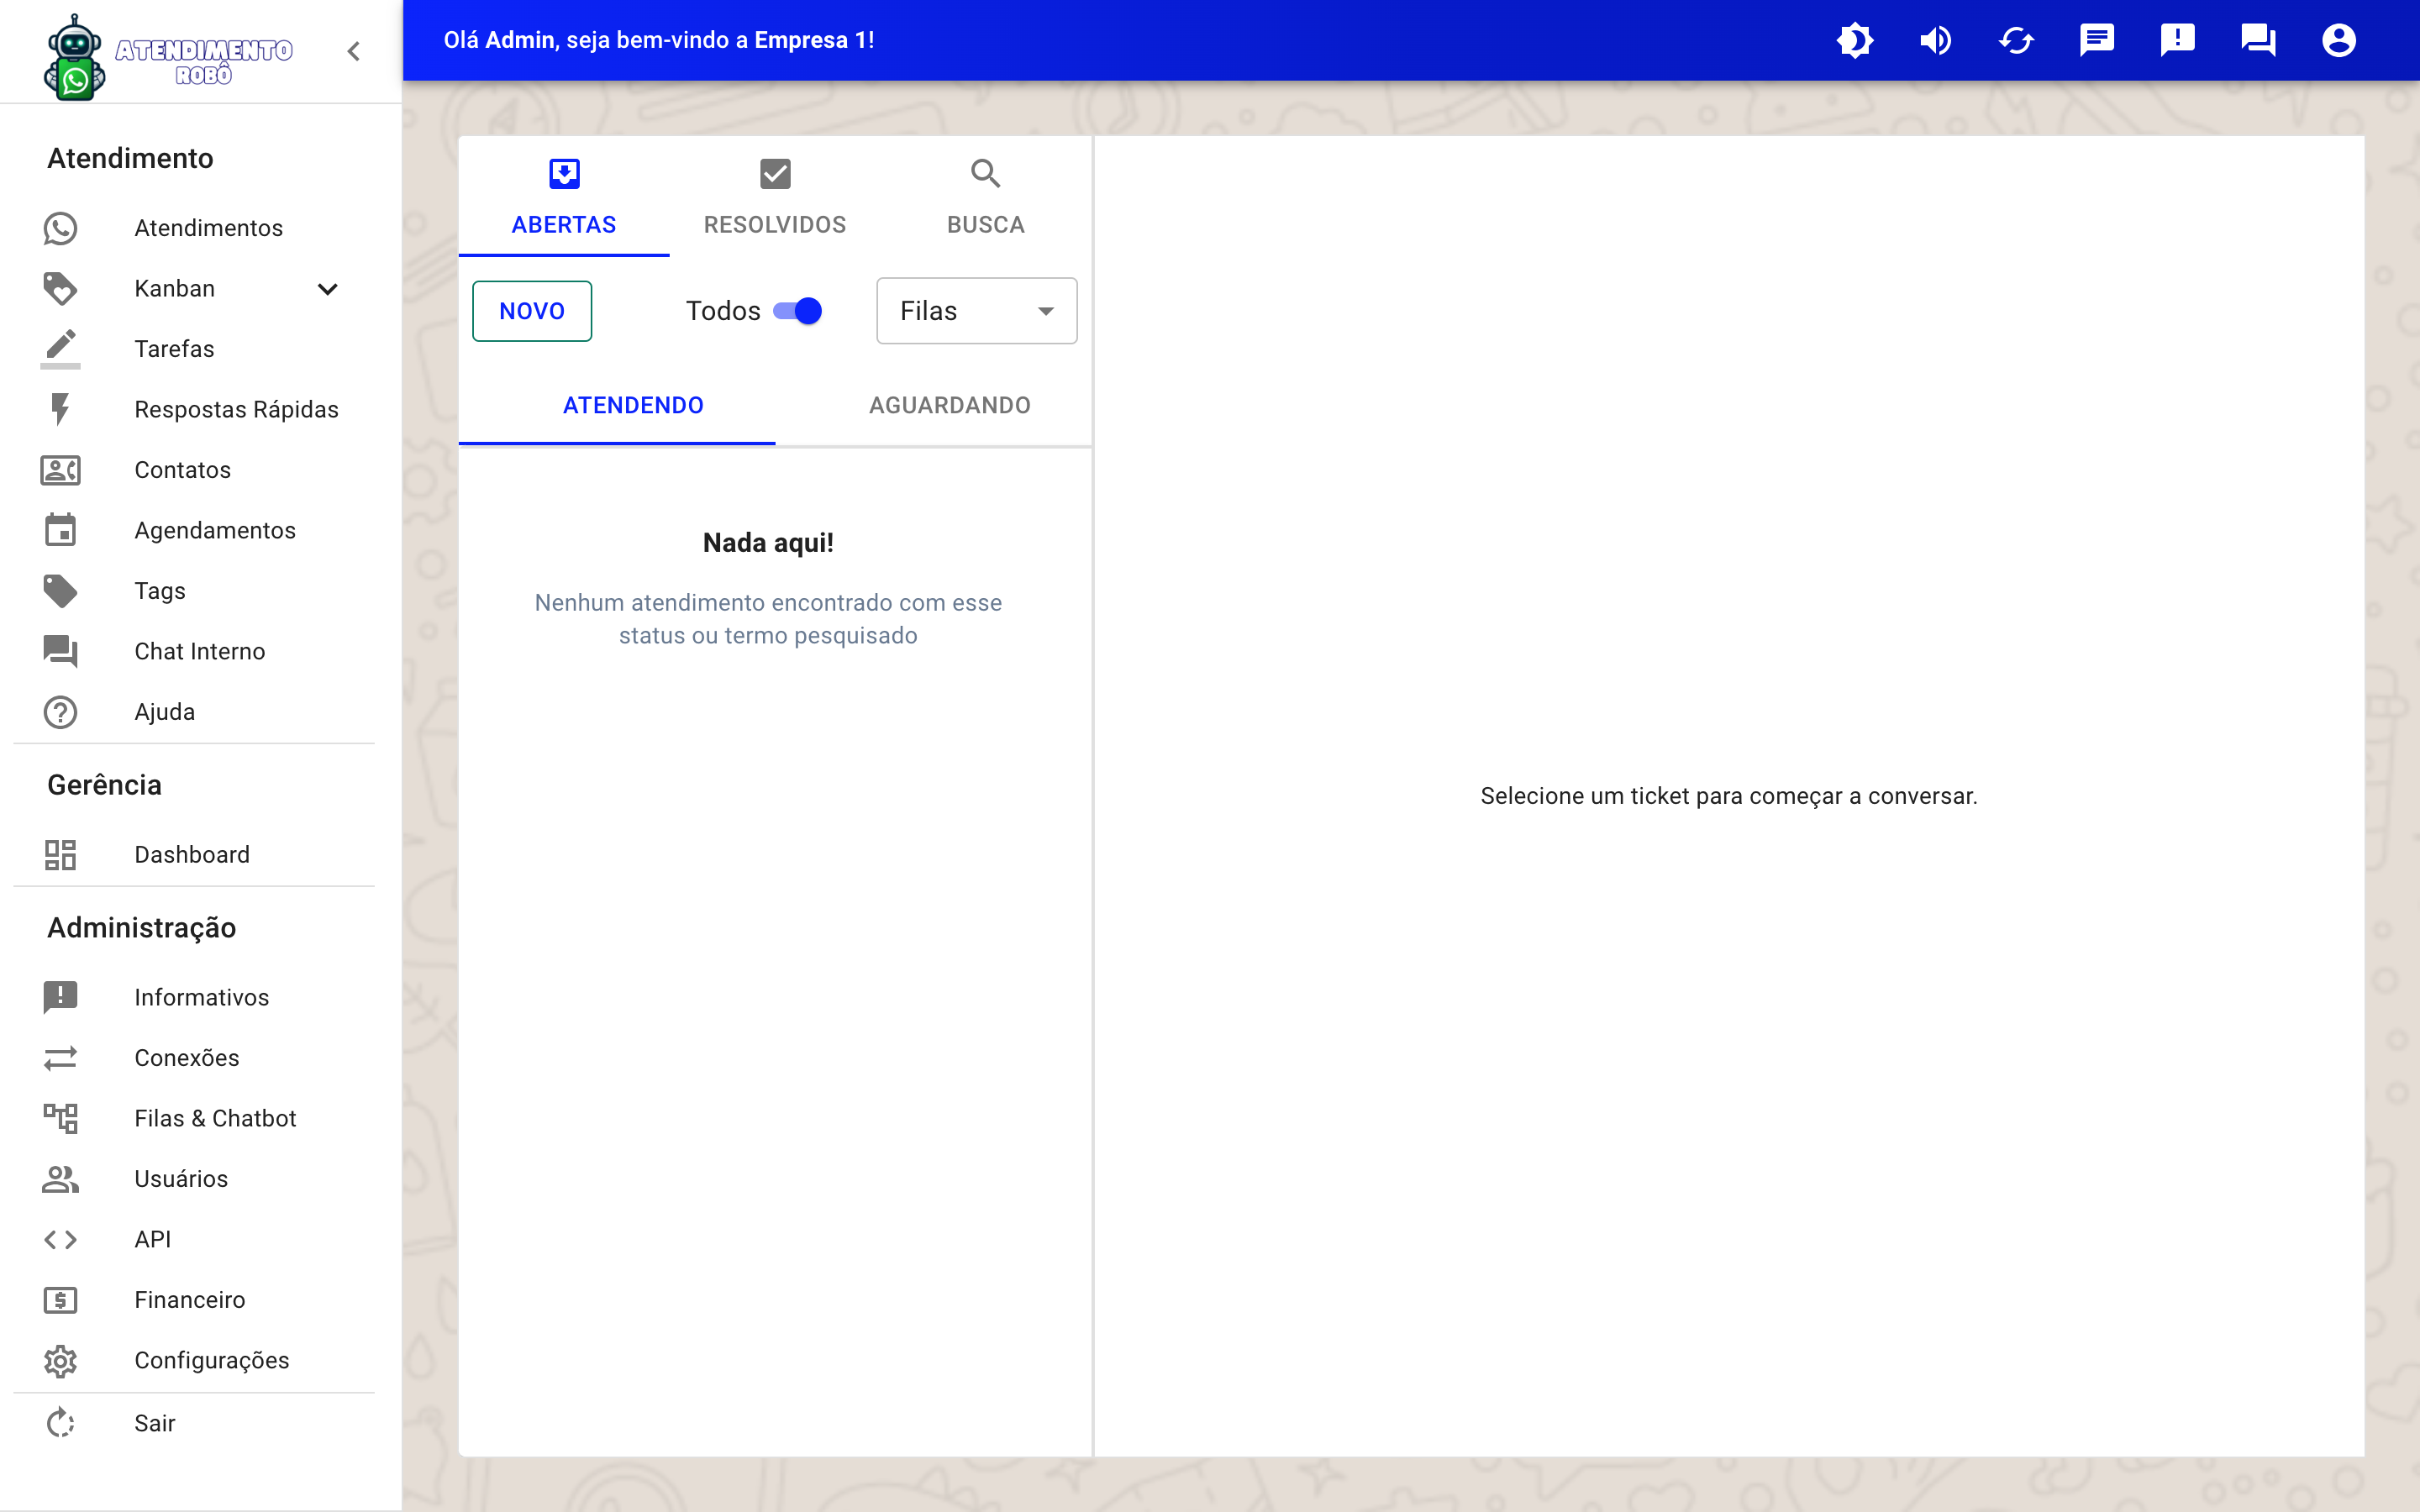 ATENDIMENTO
ROBÔ
Olá Admin, seja bem-vindo a Empresa 1!
Atendimento
Atendimentos
Kanban
Tarefas
Respostas Rápidas
Contatos
Agendamentos
Tags
Chat Interno
Ajuda
Gerência
Dashboard
Administração
Informativos
Conexões
Filas & Chatbot
Usuários
API
Financeiro
Configurações
Sair
ABERTAS
RESOLVIDOS
BUSCA
NOVO
Todos
Filas
ATENDENDO
AGUARDANDO
Nada aqui!
Nenhum atendimento encontrado com esse
status ou termo pesquisado
Selecione um ticket para começar a conversar.